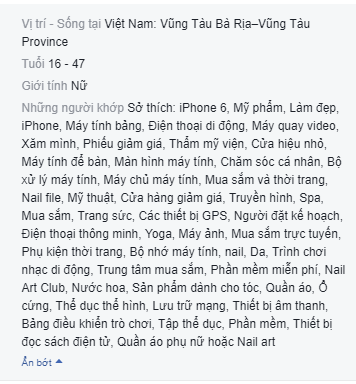 Vị trí - Sống tại Việt Nam: Vũng Tàu Bà Rịa–Vũng Tàu
Province
Tuổi 16 - 47
Giới tính Nữ
Những người khớp Sở thích: iPhone 6, Mỹ phẩm, Làm đẹp,
iPhone, Máy tính bảng, Điện thoại di động, Máy quay video,
Xăm mình, Phiếu giảm giá, Thẩm mỹ viện, Cửa hiệu nhỏ,
Máy tính để bàn, Màn hình máy tính, Chăm sóc cá nhân, Bộ
xử lý máy tính, Máy chủ máy tính, Mua sắm và thời trang,
Nail file, Mỹ thuật, Cửa hàng giảm giá, Truyền hình, Spa,
Mua sắm, Trang sức, Các thiết bị GPS, Người đặt kế hoạch,
Điện thoại thông minh, Yoga, Máy ảnh, Mua sắm trực tuyến,
Phụ kiện thời trang, Bộ nhớ máy tính, nail, Da, Trình chơi
nhạc di động, Trung tâm mua sắm, Phần mềm miễn phí, Nail
Art Club, Nước hoa, Sản phẩm dành cho tóc, Quần áo, Ổ
cứng, Thể dục thể hình, Lưu trữ mạng, Thiết bị âm thanh,
Bảng điều khiển trò chơi, Tập thể dục, Phần mềm, Thiết bị
đọc sách điện tử, Quần áo phụ nữ hoặc Nail art
Ẩn bớt